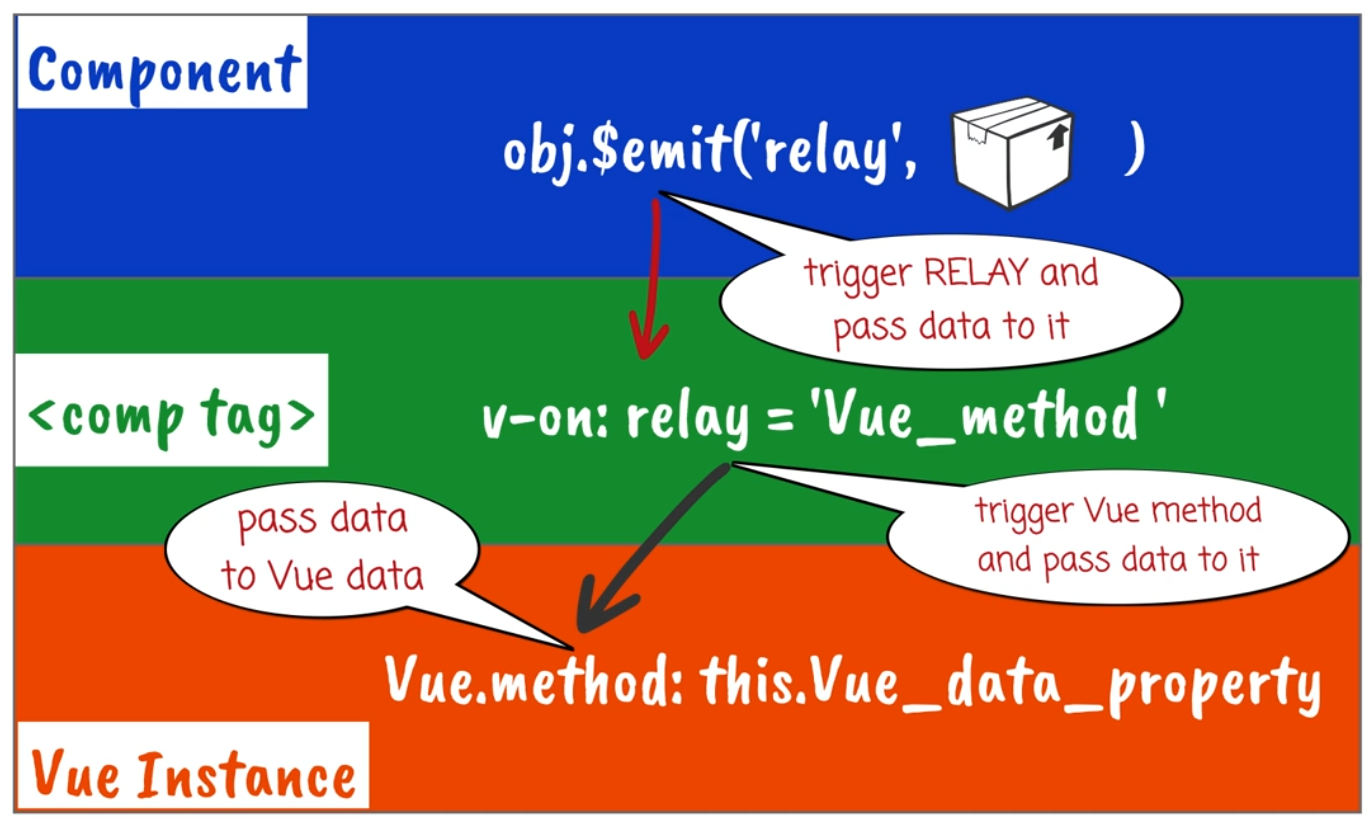 Component
obj.$emit('relay', )
trigger RELAY and
pass data to it
<comp tag>
v-on: relay = 'Vue_method '
pass data
to Vue data
trigger Vue method
and pass data to it
Vue.method: this.Vue_data_property
Vue Instance